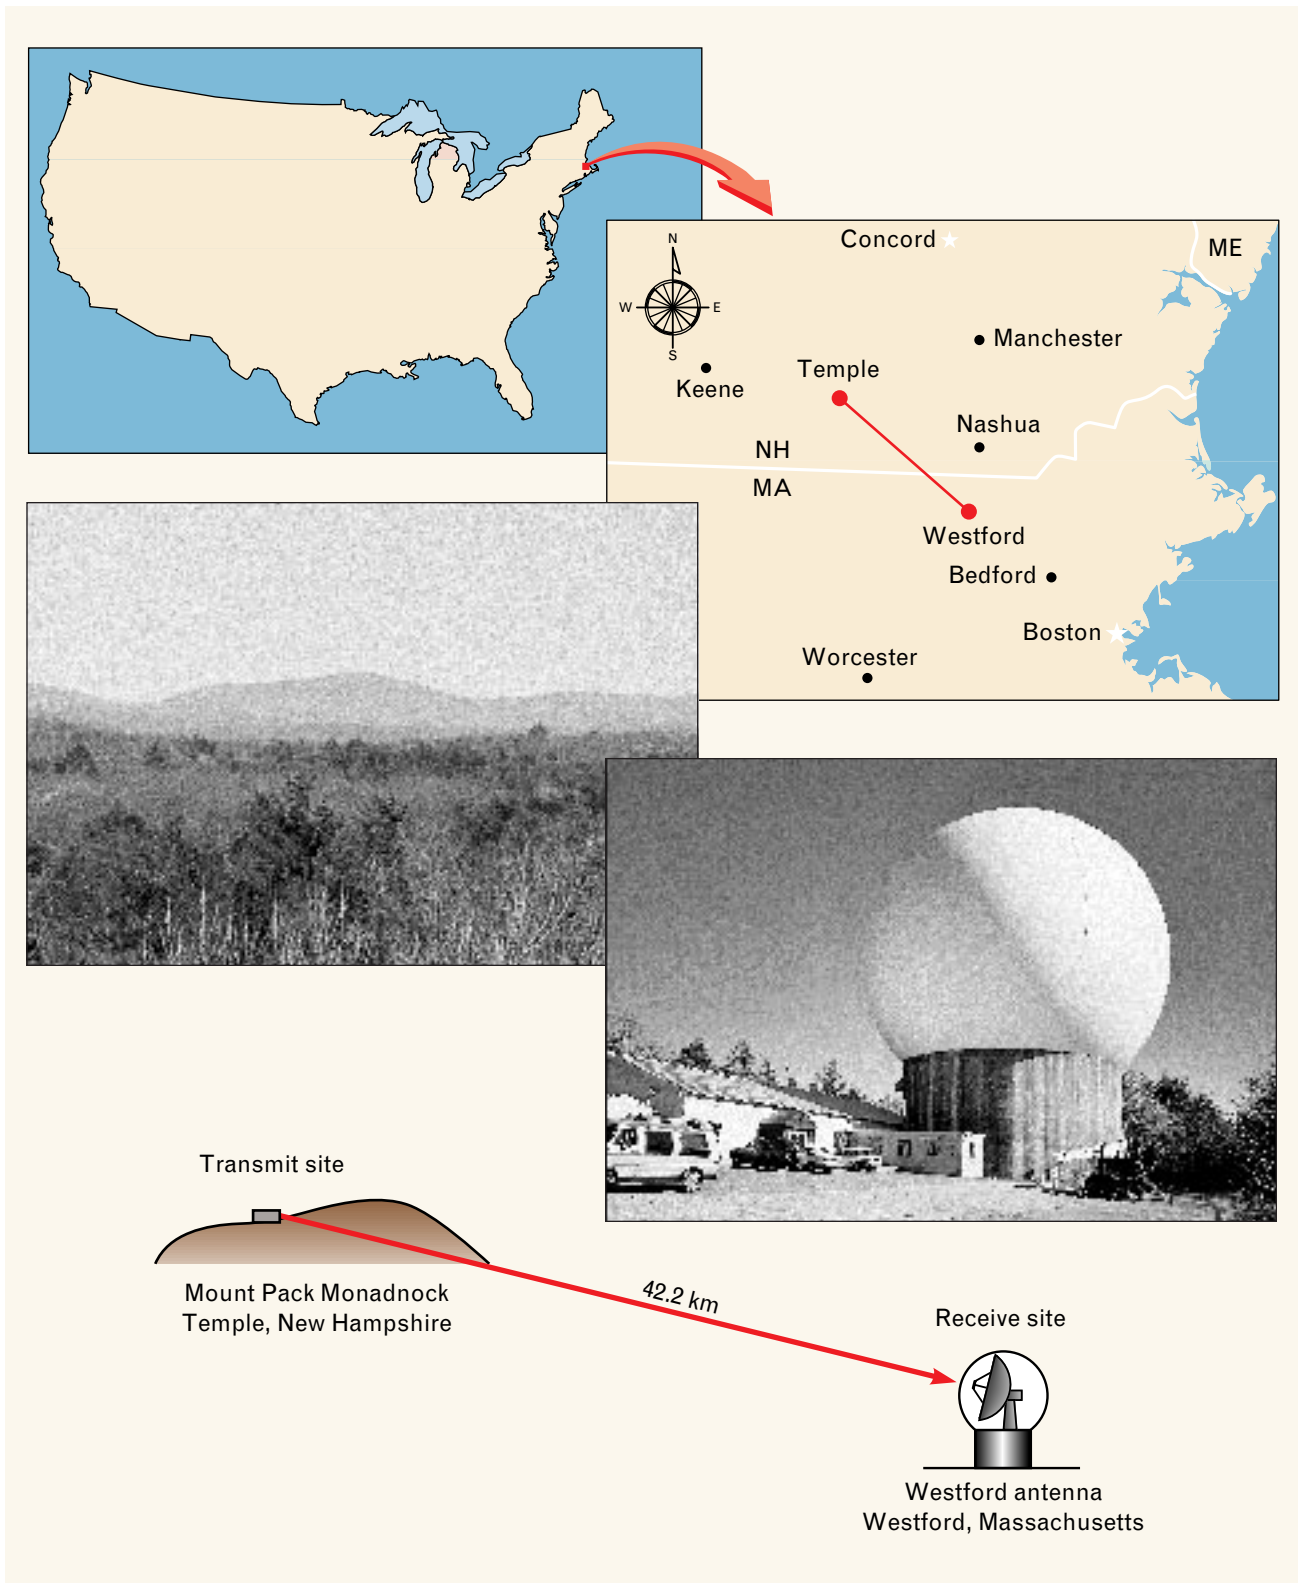 Concord
ME
N
W
E
S
Manchester
Keene
Temple
Nashua
NH
MA
Westford
Bedford
Boston
Worcester
Transmit site
Mount Pack Monadnock
Temple, New Hampshire
42.2 km
Receive site
Westford antenna
Westford, Massachusetts